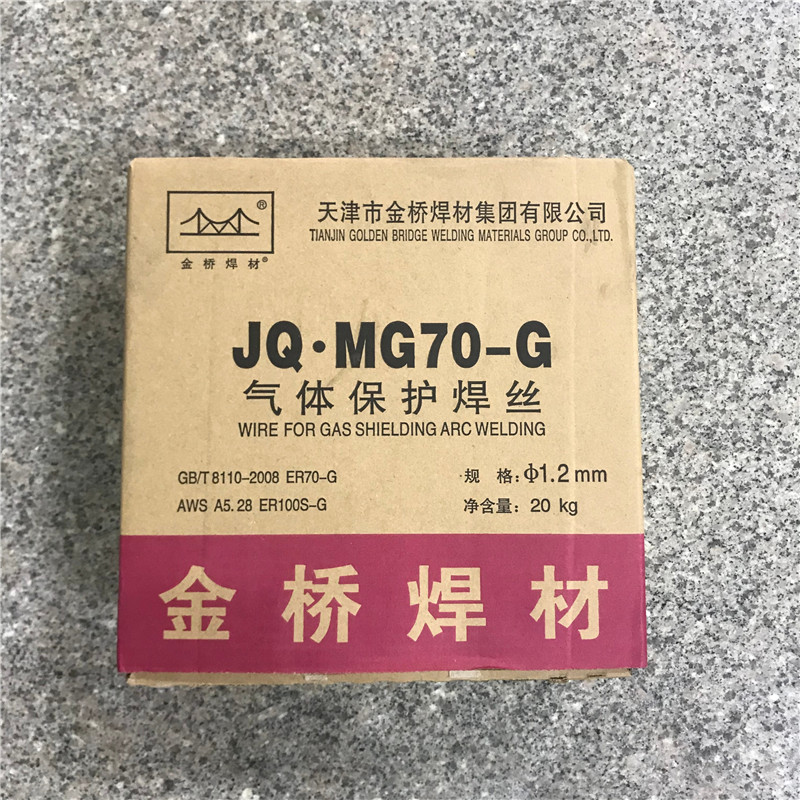 金桥焊材®
®
天津市金桥焊材集团有限公司
TIANJIN GOLDEN BRIDGE WELDING MATERIALS GROUP CO.,LTD.
JQ·MG70-G
气体保护焊丝
WIRE FOR GAS SHIELDING ARC WELDING
GB/T 8110-2008 ER70-G
规 格: Φ1.2 mm
AWS A5.28 ER100S-G
净含量: 20 kg
金桥焊材